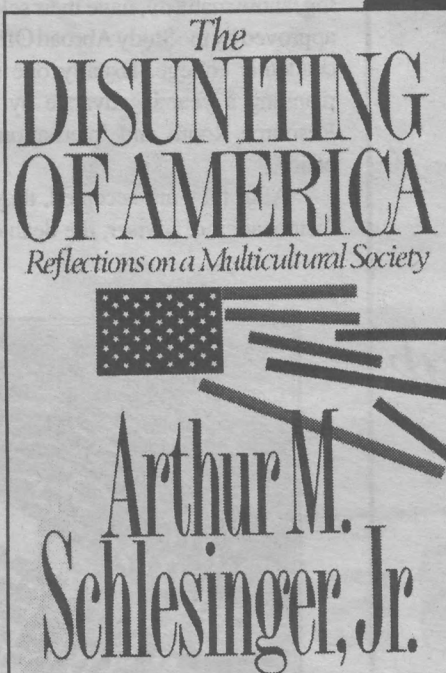 The
DISUNITING
OF AMERICA
Reflections on a Multicultural Society
Arthur M.
Schlesinger, Jr.